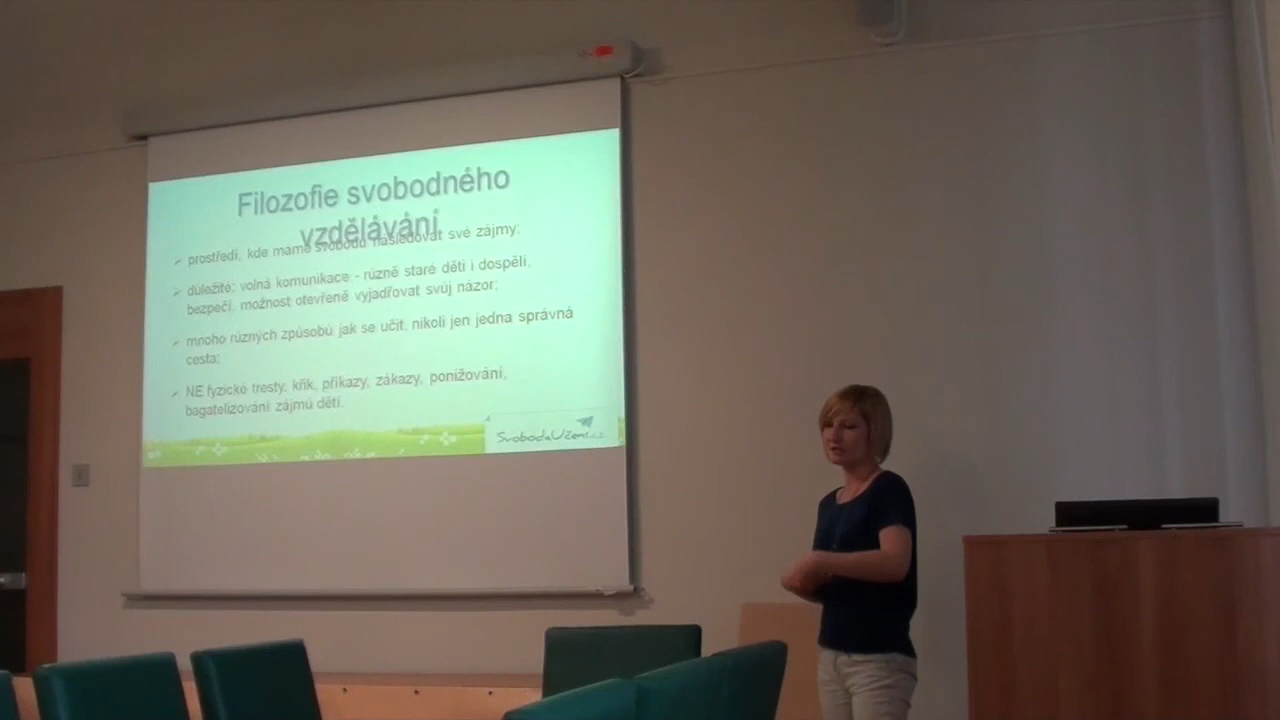 Filozofie svobodného
vzdělávání
prostředí, kde máme svobodu následovat své zájmy;
důležité: volná komunikace - různě staré děti i dospělí,
bezpečí, možnost otevřeně vyjadřovat svůj názor;
mnoho různých způsobů jak se učit, nikoli jen jedna správná
cesta;
NE fyzické tresty, křik, příkazy, zákazy, ponižování,
bagatelizování zájmů dětí.
SvobodaUčení.cz